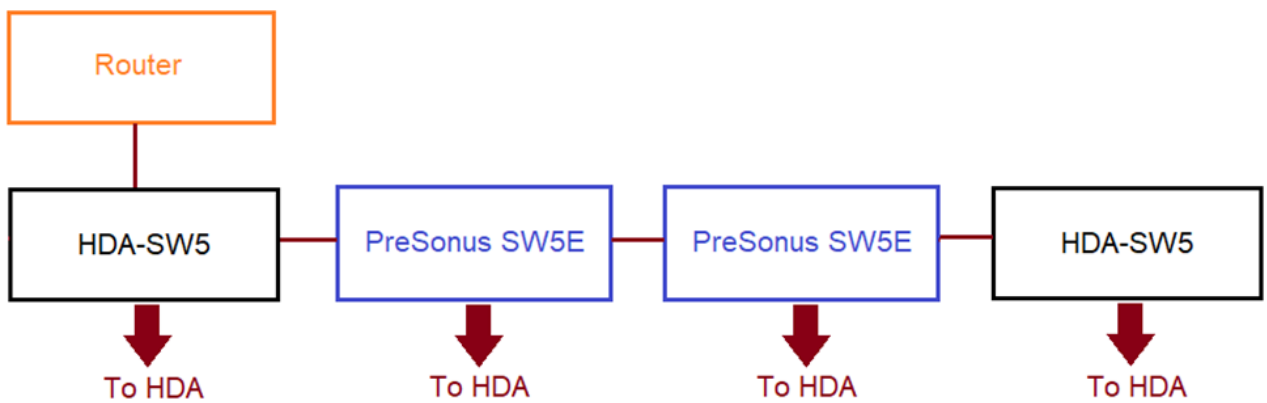 Router
HDA-SW5
PreSonus SW5E
PreSonus SW5E
HDA-SW5
To HDA
To HDA
To HDA
To HDA